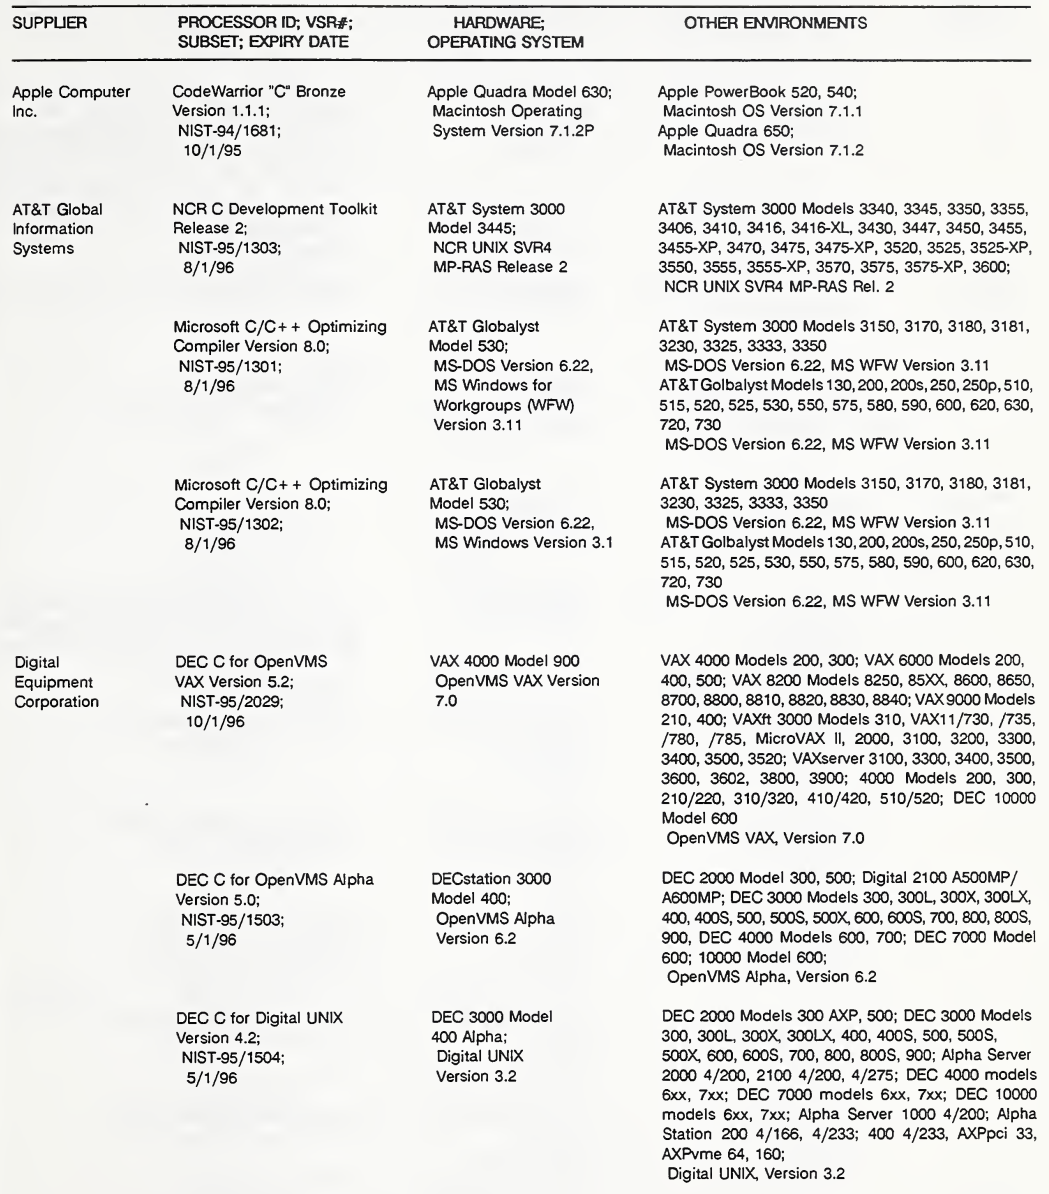 SUPPLIER
PROCESSOR ID; VSR#;
SUBSET; EXPIRY DATE
HARDWARE;
OPERATING SYSTEM
OTHER ENVIRONMENTS
Apple Computer
Inc.
CodeWarrior "C" Bronze
Version 1.1.1;
NIST-94/1681;
10/1/95
Apple Quadra Model 630;
Macintosh Operating
System Version 7.1.2P
Apple PowerBook 520, 540;
Macintosh OS Version 7.1.1
Apple Quadra 650;
Macintosh OS Version 7.1.2
AT&T Global
Information
Systems
NCR C Development Toolkit
Release 2;
NIST-95/1303;
8/1/96
AT&T System 3000
Model 3445;
NCR UNIX SVR4
MP-RAS Release 2
AT&T System 3000 Models 3340, 3345, 3350, 3355,
3406, 3410, 3416, 3416-XL, 3430, 3447, 3450, 3455,
3455-XP, 3470, 3475, 3475-XP, 3520, 3525, 3525-XP,
3550, 3555, 3555-XP, 3570, 3575, 3575-XP, 3600;
NCR UNIX SVR4 MP-RAS Rel. 2
Microsoft C/C++ Optimizing
Compiler Version 8.0;
NIST-95/1301;
8/1/96
AT&T Globalyst
Model 530;
MS-DOS Version 6.22,
MS Windows for
Workgroups (WFW)
Version 3.11
AT&T System 3000 Models 3150, 3170, 3180, 3181,
3230, 3325, 3333, 3350
MS-DOS Version 6.22, MS WFW Version 3.11
AT&T Golbalyst Models 130, 200, 200s, 250, 250p, 510,
515, 520, 525, 530, 550, 575, 580, 590, 600, 620, 630,
720, 730
MS-DOS Version 6.22, MS WFW Version 3.11
Microsoft C/C++ Optimizing
Compiler Version 8.0;
NIST-95/1302;
8/1/96
AT&T Globalyst
Model 530;
MS-DOS Version 6.22,
MS Windows Version 3.1
AT&T System 3000 Models 3150, 3170, 3180, 3181,
3230, 3325, 3333, 3350
MS-DOS Version 6.22, MS WFW Version 3.11
AT&T Golbalyst Models 130, 200, 200s, 250, 250p, 510,
515, 520, 525, 530, 550, 575, 580, 590, 600, 620, 630,
720, 730
MS-DOS Version 6.22, MS WFW Version 3.11
Digital
Equipment
Corporation
DEC C for OpenVMS
VAX Version 5.2;
NIST-95/2029;
10/1/96
VAX 4000 Model 900
OpenVMS VAX Version
7.0
VAX 4000 Models 200, 300; VAX 6000 Models 200,
400, 500; VAX 8200 Models 8250, 85XX, 8600, 8650,
8700, 8800, 8810, 8820, 8830, 8840; VAX 9000 Models
210, 400; VAXft 3000 Models 310, VAX11/730, /735,
/780, /785, MicroVAX II, 2000, 3100, 3200, 3300,
3400, 3500, 3520; VAXserver 3100, 3300, 3400, 3500,
3600, 3602, 3800, 3900; 4000 Models 200, 300,
210/220, 310/320, 410/420, 510/520; DEC 10000
Model 600
OpenVMS VAX, Version 7.0
DEC C for OpenVMS Alpha
Version 5.0;
NIST-95/1503;
5/1/96
DECstation 3000
Model 400;
OpenVMS Alpha
Version 6.2
DEC 2000 Model 300, 500; Digital 2100 A500MP/
A600MP; DEC 3000 Models 300, 300L, 300X, 300LX,
400, 400S, 500, 500S, 500X, 600, 600S, 700, 800, 800S,
900, DEC 4000 Models 600, 700; DEC 7000 Model
600; 10000 Model 600;
OpenVMS Alpha, Version 6.2
DEC C for Digital UNIX
Version 4.2;
NIST-95/1504;
5/1/96
DEC 3000 Model
400 Alpha;
Digital UNIX
Version 3.2
DEC 2000 Models 300 AXP, 500; DEC 3000 Models
300, 300L, 300X, 300LX, 400, 400S, 500, 500S,
500X, 600, 600S, 700, 800, 800S, 900; Alpha Server
2000 4/200, 2100 4/200, 4/275; DEC 4000 models
6xx, 7xx; DEC 7000 models 6xx, 7xx; DEC 10000
models 6xx, 7xx; Alpha Server 1000 4/200; Alpha
Station 200 4/166, 4/233; 400 4/233, AXPpci 33,
AXPvme 64, 160;
Digital UNIX, Version 3.2